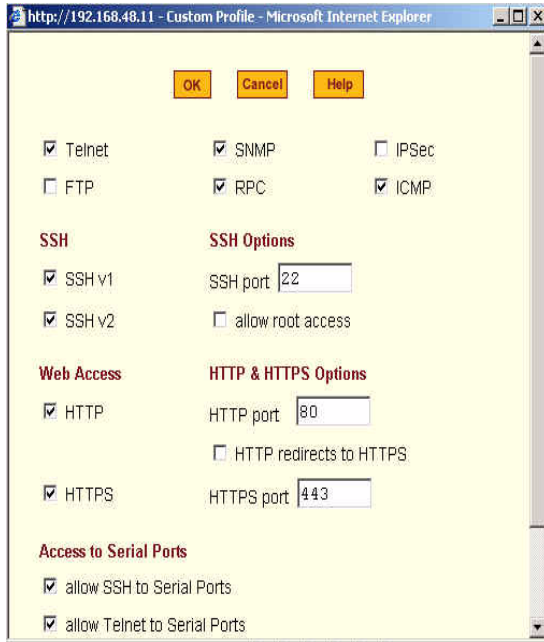 http://192.168.48.11 - Custom Profile - Microsoft Internet Explorer
OK Cancel Help
Telnet SNMP IPSec
FTP RPC ICMP
SSH SSH Options
SSH v1 SSH port 22
SSH v2 allow root access
Web Access HTTP & HTTPS Options
HTTP HTTP port 80
HTTP redirects to HTTPS
HTTPS HTTPS port 443
Access to Serial Ports
allow SSH to Serial Ports
allow Telnet to Serial Ports